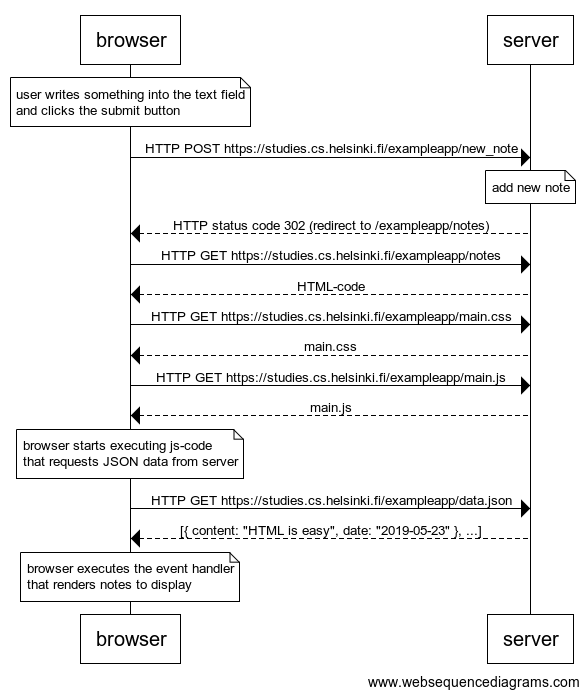 browser
server
user writes something into the text field
and clicks the submit button
HTTP POST https://studies.cs.helsinki.fi/exampleapp/new_note
add new note
HTTP status code 302 (redirect to /exampleapp/notes)
HTTP GET https://studies.cs.helsinki.fi/exampleapp/notes
HTML-code
HTTP GET https://studies.cs.helsinki.fi/exampleapp/main.css
main.css
HTTP GET https://studies.cs.helsinki.fi/exampleapp/main.js
main.js
browser starts executing js-code
that requests JSON data from server
HTTP GET https://studies.cs.helsinki.fi/exampleapp/data.json
[{ content: "HTML is easy", date: "2019-05-23" }, ...]
browser executes the event handler
that renders notes to display
browser
server
www.websequencediagrams.com